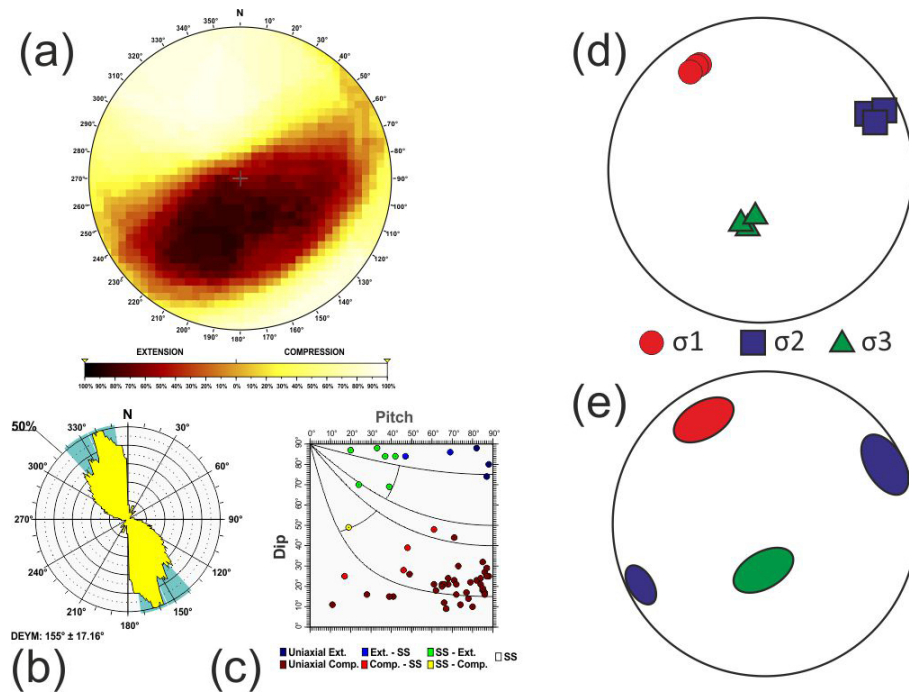 (a)
N
350° 10°
340° 20°
330° 30°
320° 40°
310° 50°
300° 60°
290° 70°
280° 80°
270° 90°
260° 100°
250° 110°
240° 120°
230° 130°
220° 140°
210° 150°
200° 190° 180° 170° 160°
EXTENSION COMPRESSION
100% 90% 80% 70% 60% 50% 40% 30% 20% 10% 0% 10% 20% 30% 40% 50% 60% 70% 80% 90% 100%
50%
N
330° 30°
300° 60°
270° 90°
240° 120°
210° 150°
180°
DEYM: 155° ± 17.16°
(b)
Pitch
0° 10° 20° 30° 40° 50° 60° 70° 80° 90°
90°
80°
70°
60°
50°
40°
30°
20°
10°
0°
Dip
Uniaxial Ext. Ext. - SS SS - Ext. SS
Uniaxial Comp. Comp. - SS SS - Comp.
(c)
(d)
σ1 σ2 σ3
(e)